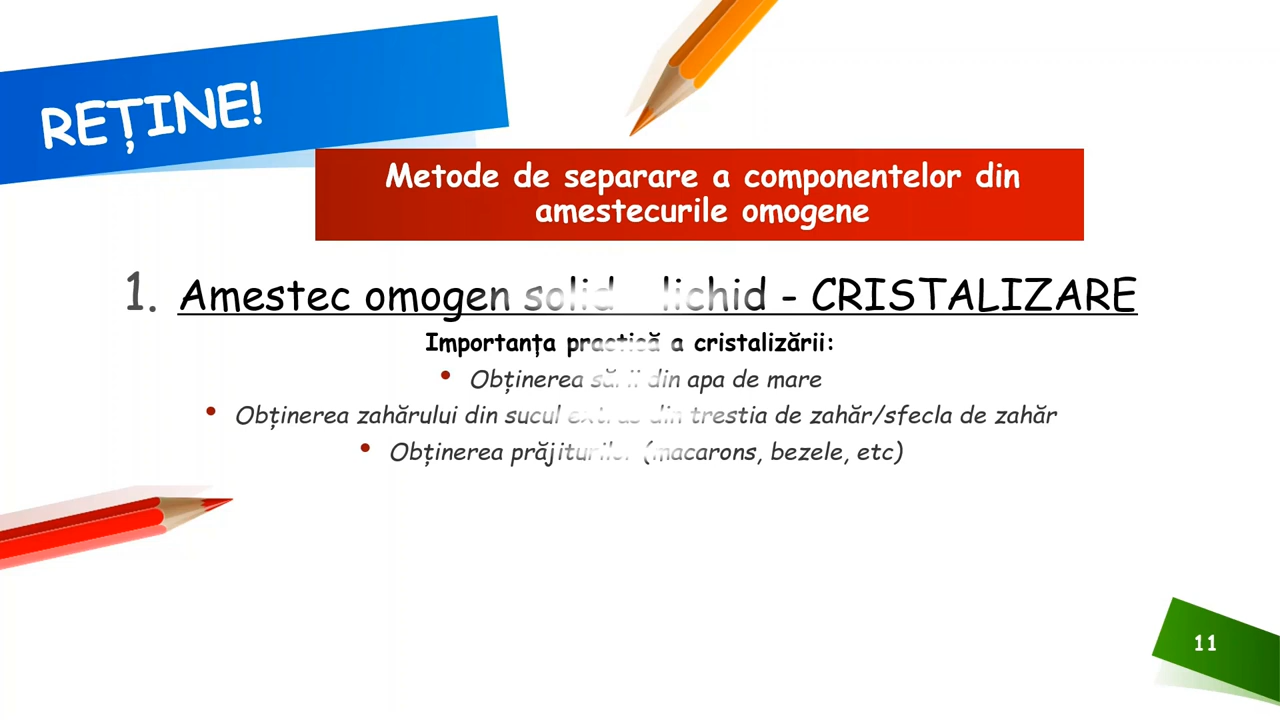 REȚINE!
Metode de separare a componentelor din
amestecurile omogene
1. Amestec omogen solid lichid - CRISTALIZARE
Importanța practică a cristalizării:
• Obținerea sării din apa de mare
• Obținerea zahărului din sucul extras din trestia de zahăr/sfecla de zahăr
• Obținerea prăjiturilor (macarons, bezele, etc)
11